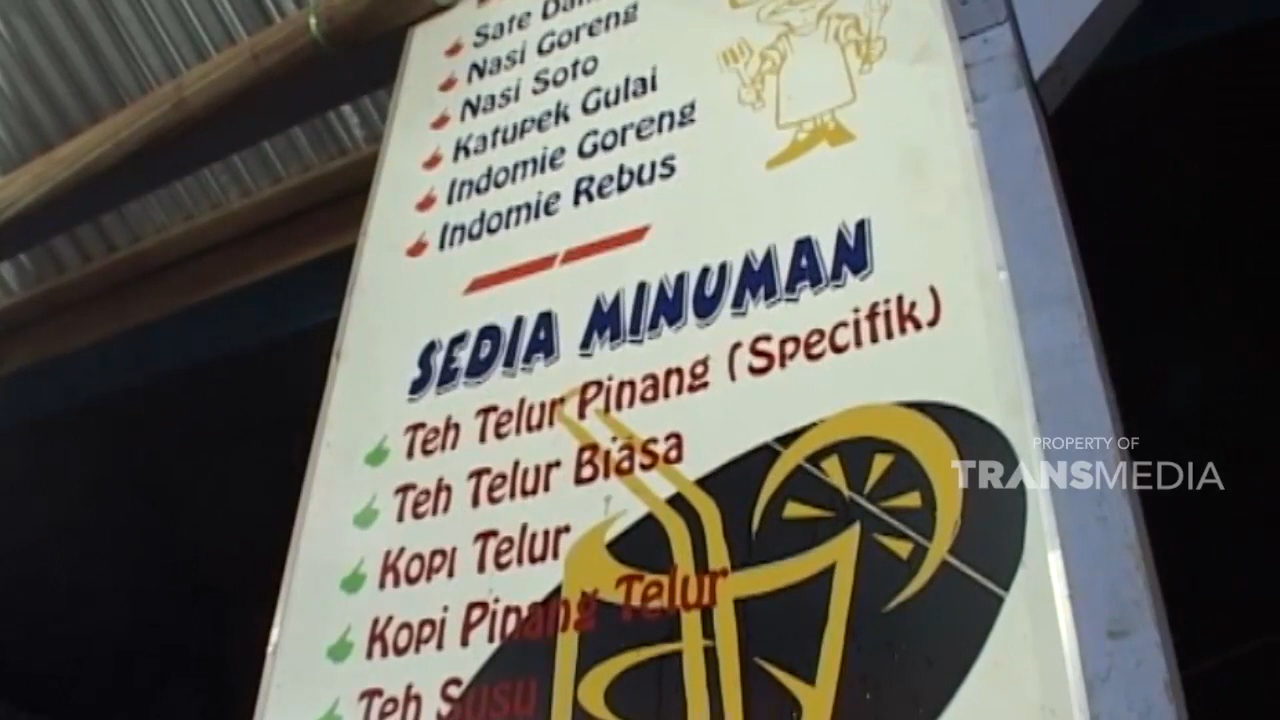 Sate
Nasi Goreng
Nasi Soto
Katupek Gulai
Indomie Goreng
Indomie Rebus
SEDIA MINUMAN
Teh Telur Pinang (Specifik)
Teh Telur Biasa
Kopi Telur
Kopi Pinang Telur
Teh Susu
PROPERTY OF
TRANSMEDIA